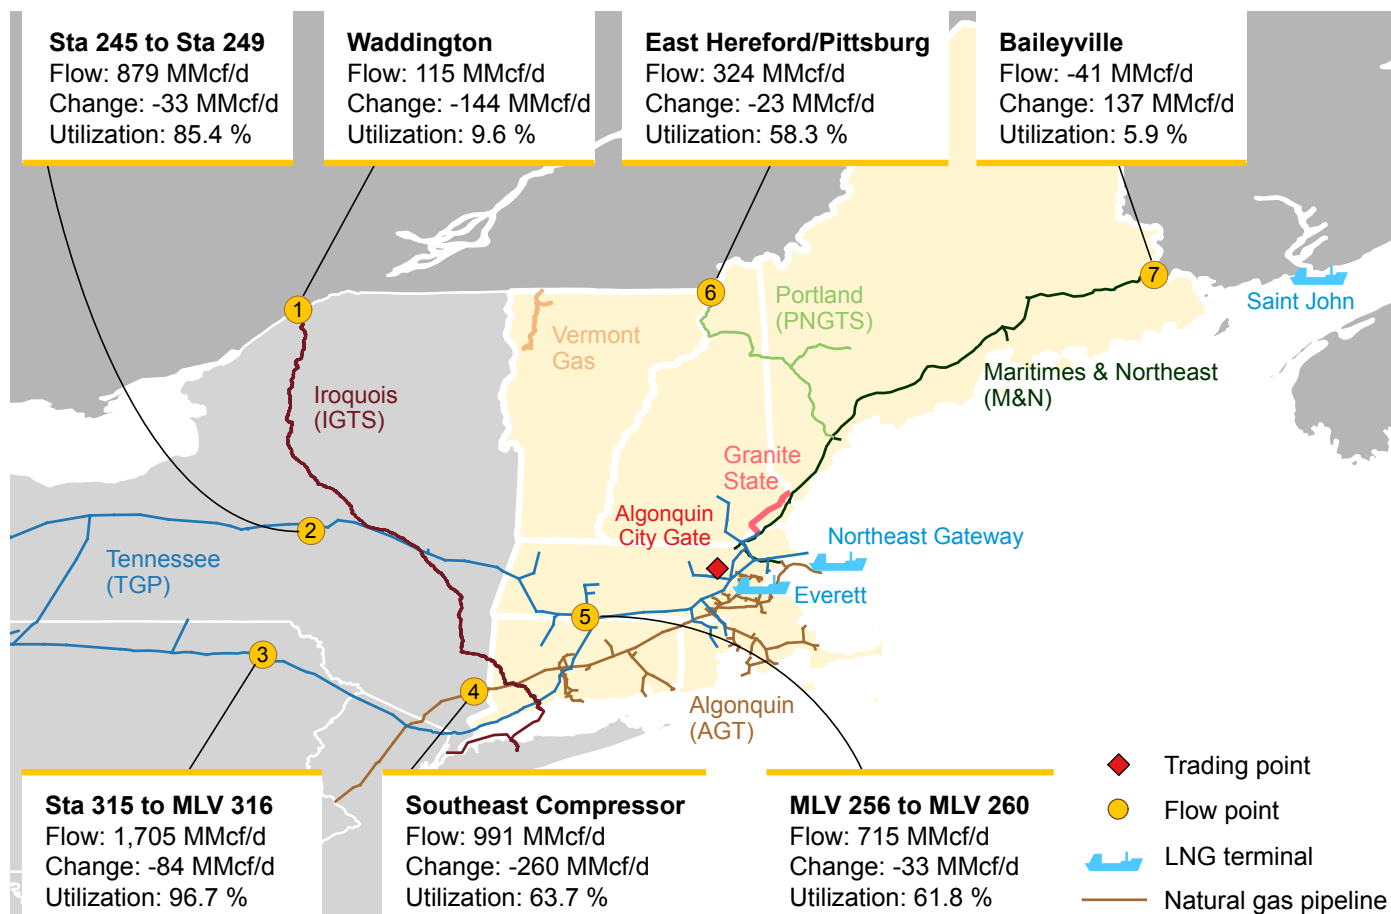 Sta 245 to Sta 249
Flow: 879 MMcf/d
Change: -33 MMcf/d
Utilization: 85.4 %
Waddington
Flow: 115 MMcf/d
Change: -144 MMcf/d
Utilization: 9.6 %
East Hereford/Pittsburg
Flow: 324 MMcf/d
Change: -23 MMcf/d
Utilization: 58.3 %
Baileyville
Flow: -41 MMcf/d
Change: 137 MMcf/d
Utilization: 5.9 %
1
6
7
Saint John
Portland
(PNGTS)
Vermont
Gas
Maritimes & Northeast
(M&N)
Iroquois
(IGTS)
Granite
State
Algonquin
City Gate
2
Northeast Gateway
Tennessee
(TGP)
Everett
5
3
4
Algonquin
(AGT)
Sta 315 to MLV 316
Flow: 1,705 MMcf/d
Change: -84 MMcf/d
Utilization: 96.7 %
Southeast Compressor
Flow: 991 MMcf/d
Change: -260 MMcf/d
Utilization: 63.7 %
MLV 256 to MLV 260
Flow: 715 MMcf/d
Change: -33 MMcf/d
Utilization: 61.8 %
Trading point
Flow point
LNG terminal
Natural gas pipeline